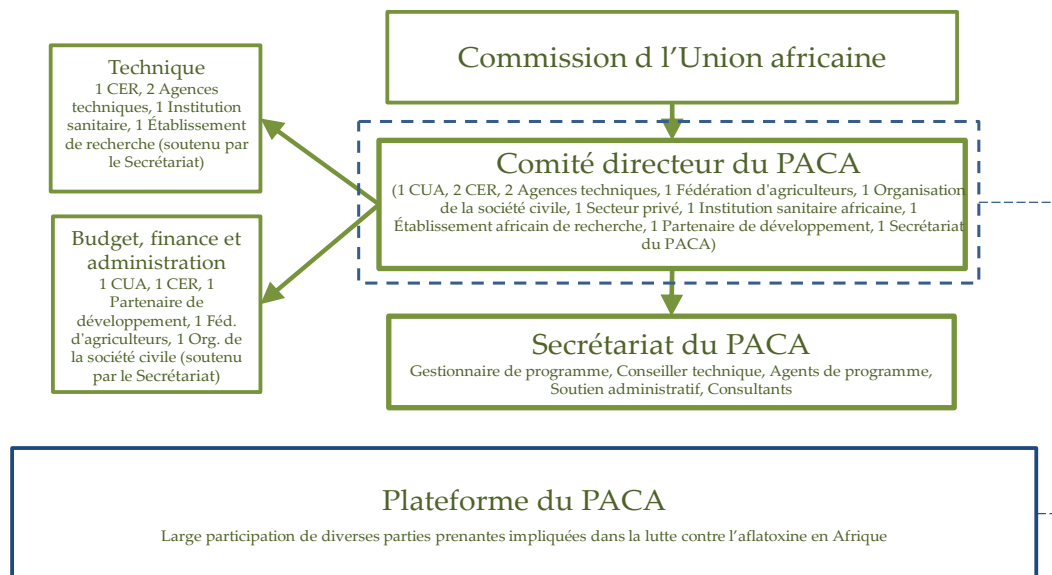 Commission d l'Union africaine
Technique
1 CER, 2 Agences
techniques, 1 Institution
sanitaire, 1 Établissement
de recherche (soutenu par
le Secrétariat)
Comité directeur du PACA
(1 CUA, 2 CER, 2 Agences techniques, 1 Fédération d'agriculteurs, 1 Organisation
de la société civile, 1 Secteur privé, 1 Institution sanitaire africaine, 1
Établissement africain de recherche, 1 Partenaire de développement, 1 Secrétariat
du PACA)
Budget, finance et
administration
1 CUA, 1 CER, 1
Partenaire de
développement, 1 Féd.
d'agriculteurs, 1 Org. de
la société civile (soutenu
par le Secrétariat)
Secrétariat du PACA
Gestionnaire de programme, Conseiller technique, Agents de programme,
Soutien administratif, Consultants
Plateforme du PACA
Large participation de diverses parties prenantes impliquées dans la lutte contre l'aflatoxine en Afrique